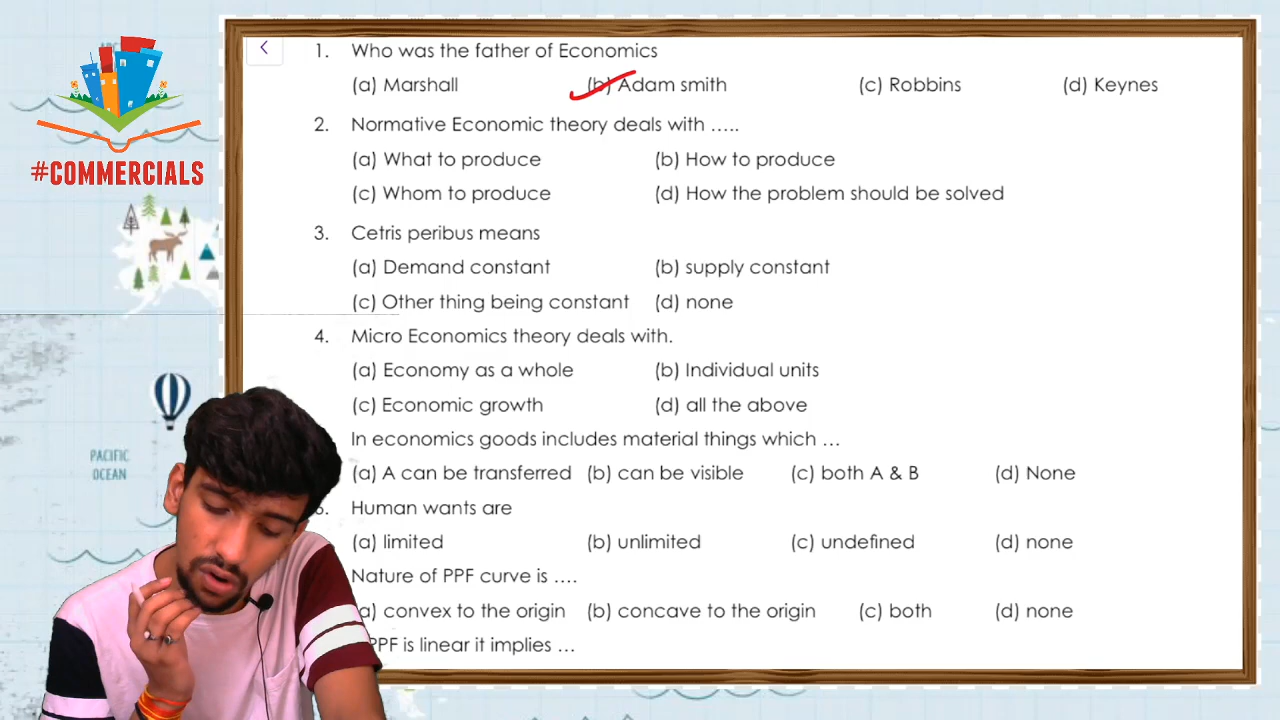 #COMMERCIALS
1. Who was the father of Economics
(a) Marshall (b) Adam smith (c) Robbins (d) Keynes
2. Normative Economic theory deals with …..
(a) What to produce (b) How to produce
(c) Whom to produce (d) How the problem should be solved
3. Cetris peribus means
(a) Demand constant (b) supply constant
(c) Other thing being constant (d) none
4. Micro Economics theory deals with.
(a) Economy as a whole (b) Individual units
(c) Economic growth (d) all the above
In economics goods includes material things which …
(a) A can be transferred (b) can be visible (c) both A & B (d) None
Human wants are
(a) limited (b) unlimited (c) undefined (d) none
Nature of PPF curve is ….
a) convex to the origin (b) concave to the origin (c) both (d) none
PPF is linear it implies …
PACIFIC
OCEAN